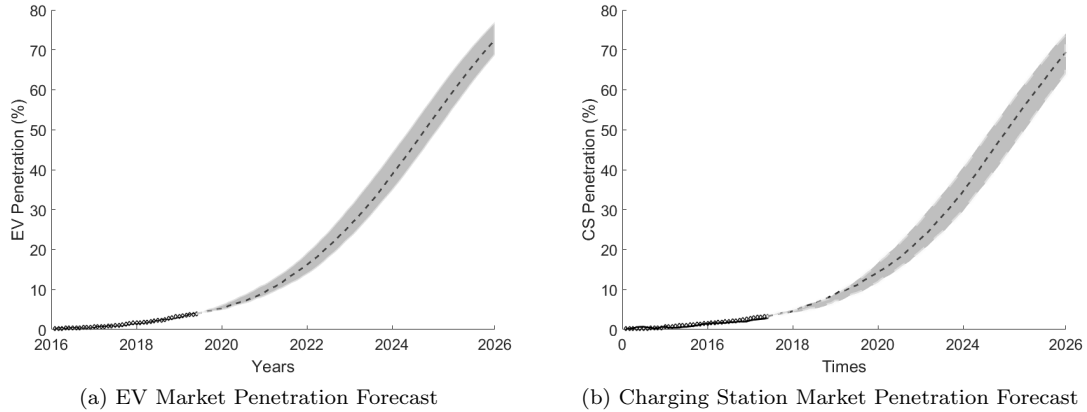 80
70
60
50
40
30
20
10
0
EV Penetration (%)
2016 2018 2020 2022 2024 2026
Years
(a) EV Market Penetration Forecast
80
70
60
50
40
30
20
10
0
CS Penetration (%)
0 2016 2018 2020 2024 2026
Times
(b) Charging Station Market Penetration Forecast